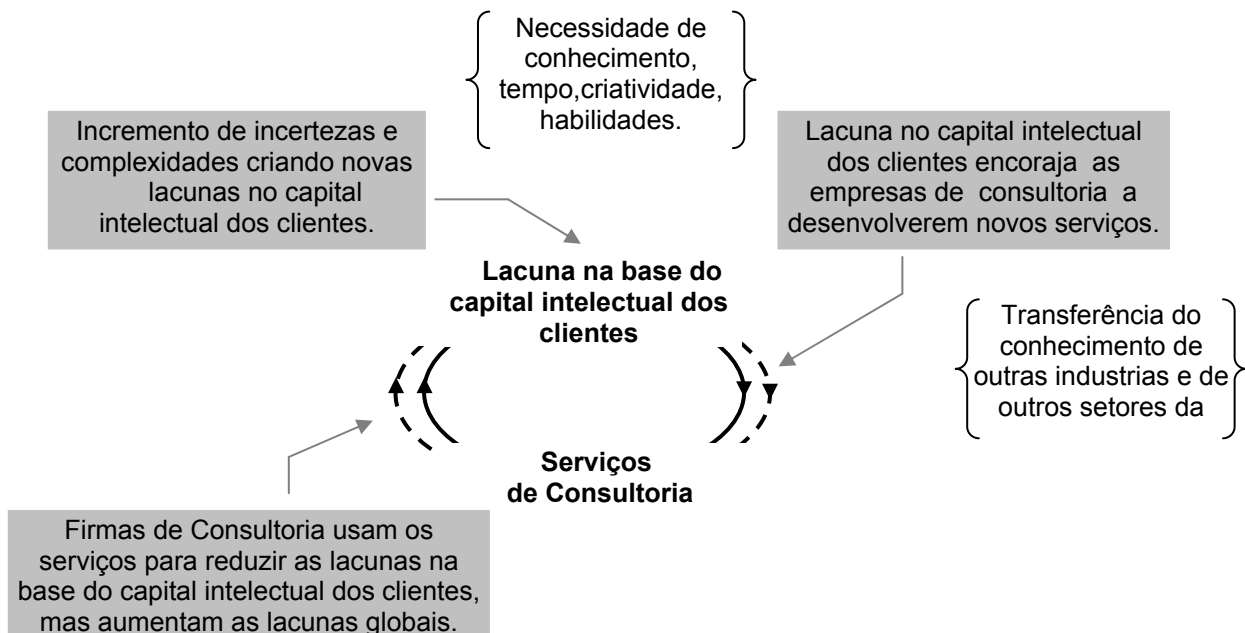 Necessidade de
conhecimento,
tempo,criatividade,
habilidades.
Incremento de incertezas e
complexidades criando novas
lacunas no capital
intelectual dos clientes.
Lacuna no capital intelectual
dos clientes encoraja as
empresas de consultoria a
desenvolverem novos serviços.
Lacuna na base do
capital intelectual dos
clientes
Transferência do
conhecimento de
outras industrias e de
outros setores da
Serviços
de Consultoria
Firmas de Consultoria usam os
serviços para reduzir as lacunas na
base do capital intelectual dos clientes,
mas aumentam as lacunas globais.